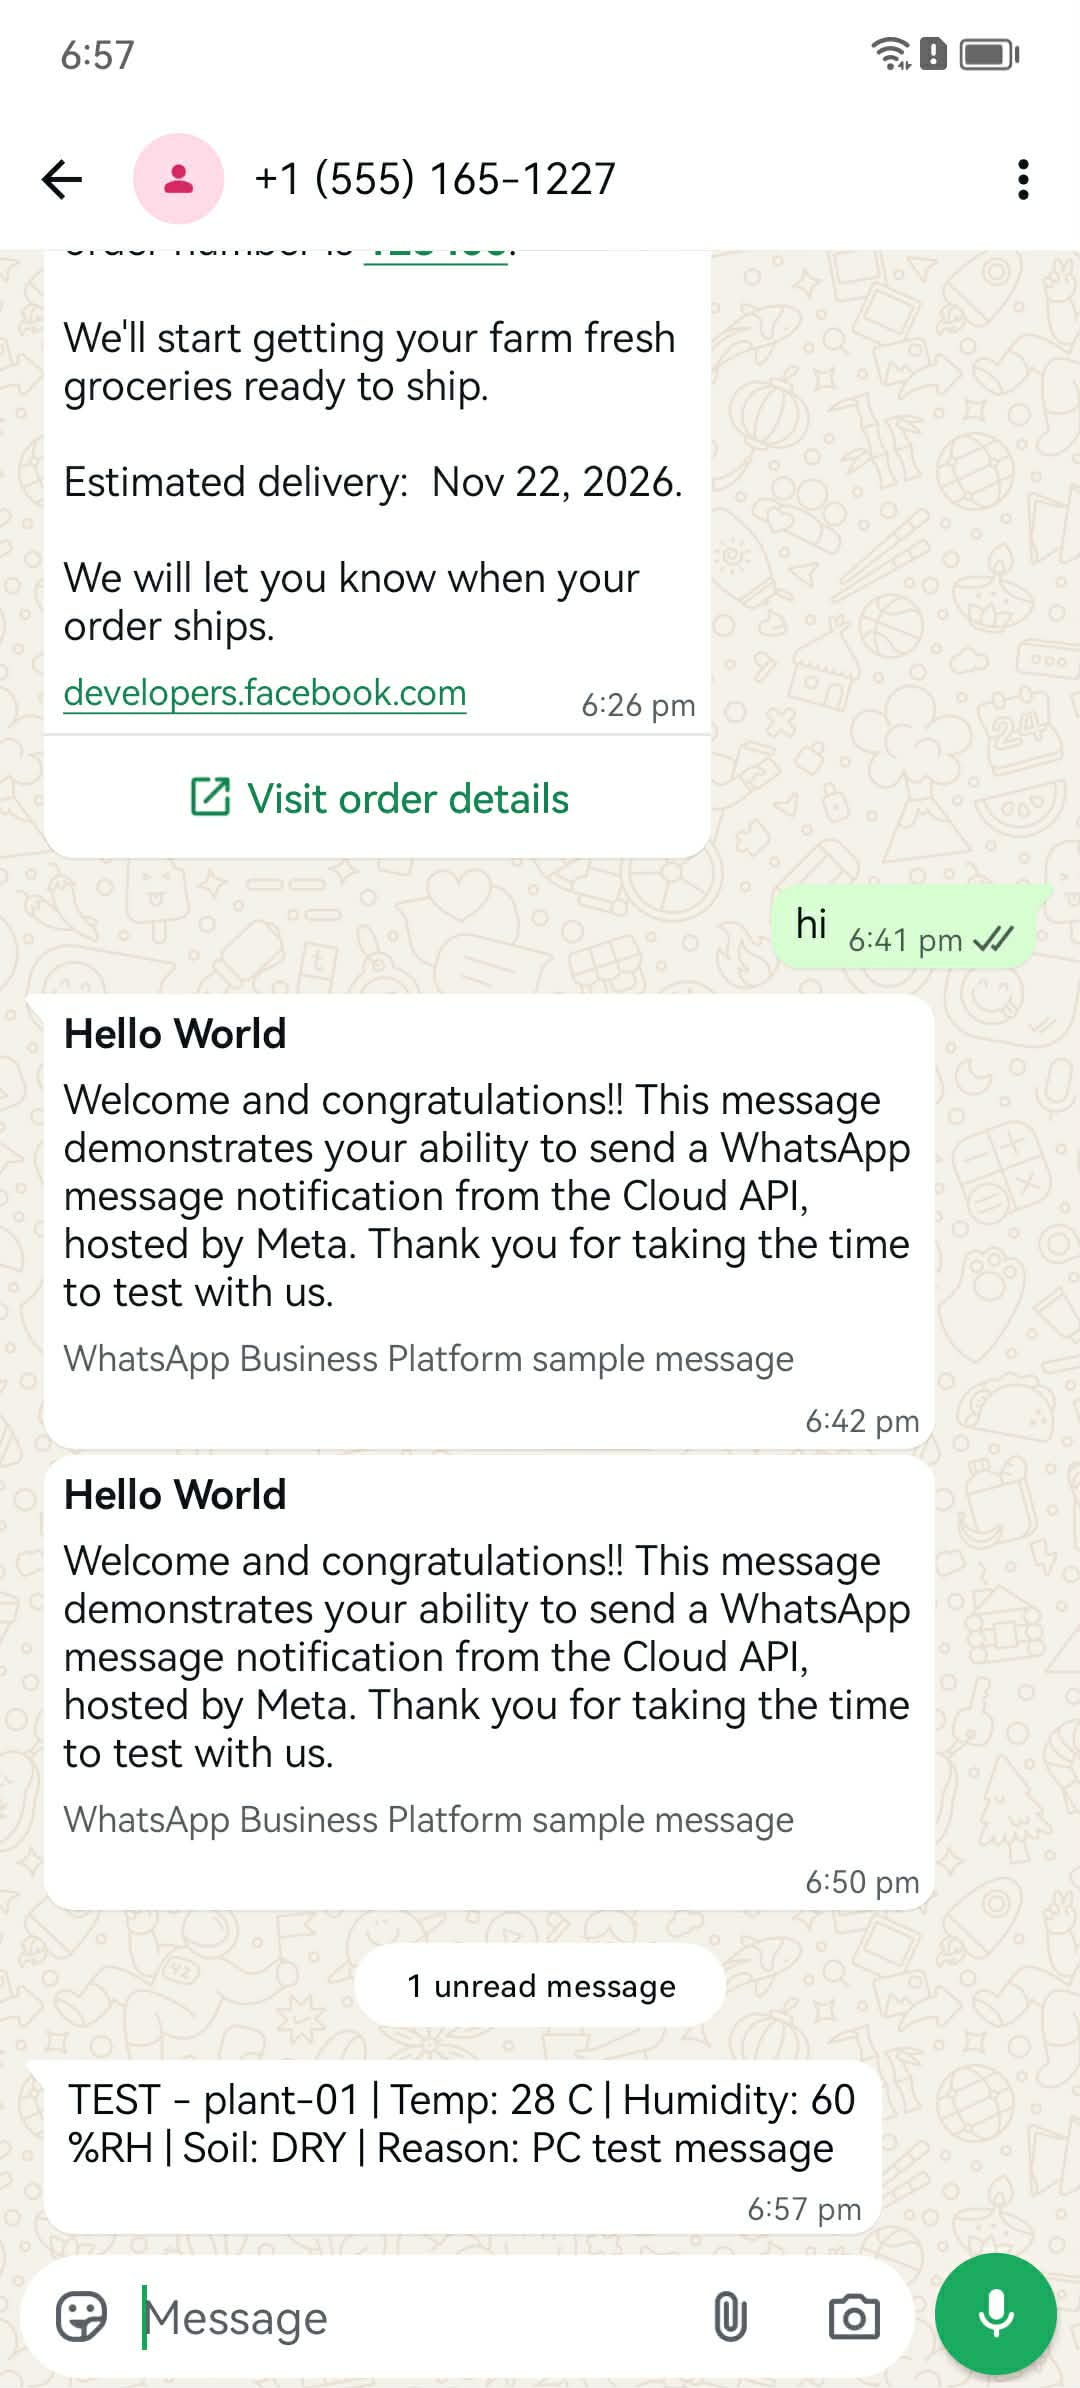 6:57
+1 (555) 165-1227
order number is 123456.
We'll start getting your farm fresh
groceries ready to ship.
Estimated delivery:  Nov 22, 2026.
We will let you know when your
order ships.
developers.facebook.com
6:26 pm
Visit order details
hi
6:41 pm
Hello World
Welcome and congratulations!! This message
demonstrates your ability to send a WhatsApp
message notification from the Cloud API,
hosted by Meta. Thank you for taking the time
to test with us.
WhatsApp Business Platform sample message
6:42 pm
Hello World
Welcome and congratulations!! This message
demonstrates your ability to send a WhatsApp
message notification from the Cloud API,
hosted by Meta. Thank you for taking the time
to test with us.
WhatsApp Business Platform sample message
6:50 pm
1 unread message
TEST - plant-01 | Temp: 28 C | Humidity: 60
%RH | Soil: DRY | Reason: PC test message
6:57 pm
Message